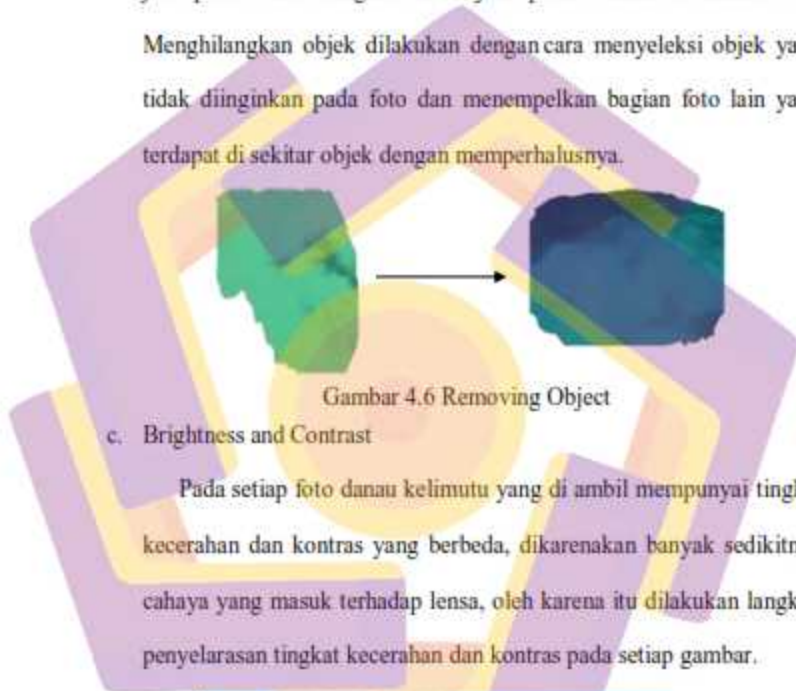 Menghilangkan objek dilakukan dengan cara menyeleksi objek ya
tidak diinginkan pada foto dan menempelkan bagian foto lain ya
terdapat di sekitar objek dengan memperhalusnya.
Gambar 4.6 Removing Object
c. Brightness and Contrast
Pada setiap foto danau kelimutu yang di ambil mempunyai tingk
kecerahan dan kontras yang berbeda, dikarenakan banyak sedikitn
cahaya yang masuk terhadap lensa, oleh karena itu dilakukan langk
penyelarasan tingkat kecerahan dan kontras pada setiap gambar.